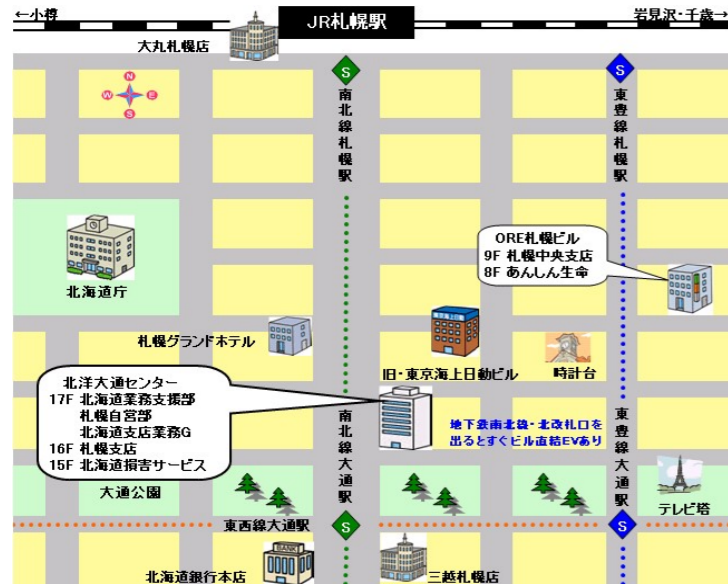 ←小樽
JR札幌駅
岩見沢・千歳→
大丸札幌店
N
W E
S
S
南北線札幌駅
S
東豊線札幌駅
ORE札幌ビル
9F 札幌中央支店
8F あんしん生命
北海道庁
札幌グランドホテル
東京海上日動
旧・東京海上日動ビル
時計台
北洋大通センター
17F 北海道業務支援部
札幌自営部
北海道支店業務G
16F 札幌支店
15F 北海道損害サービス
地下鉄南北線・北改札口を
出るとすぐビル直結EVあり
南北線大通駅
東豊線大通駅
大通公園
テレビ塔
東西線大通駅
S
S
BANK
北海道銀行本店
三越札幌店